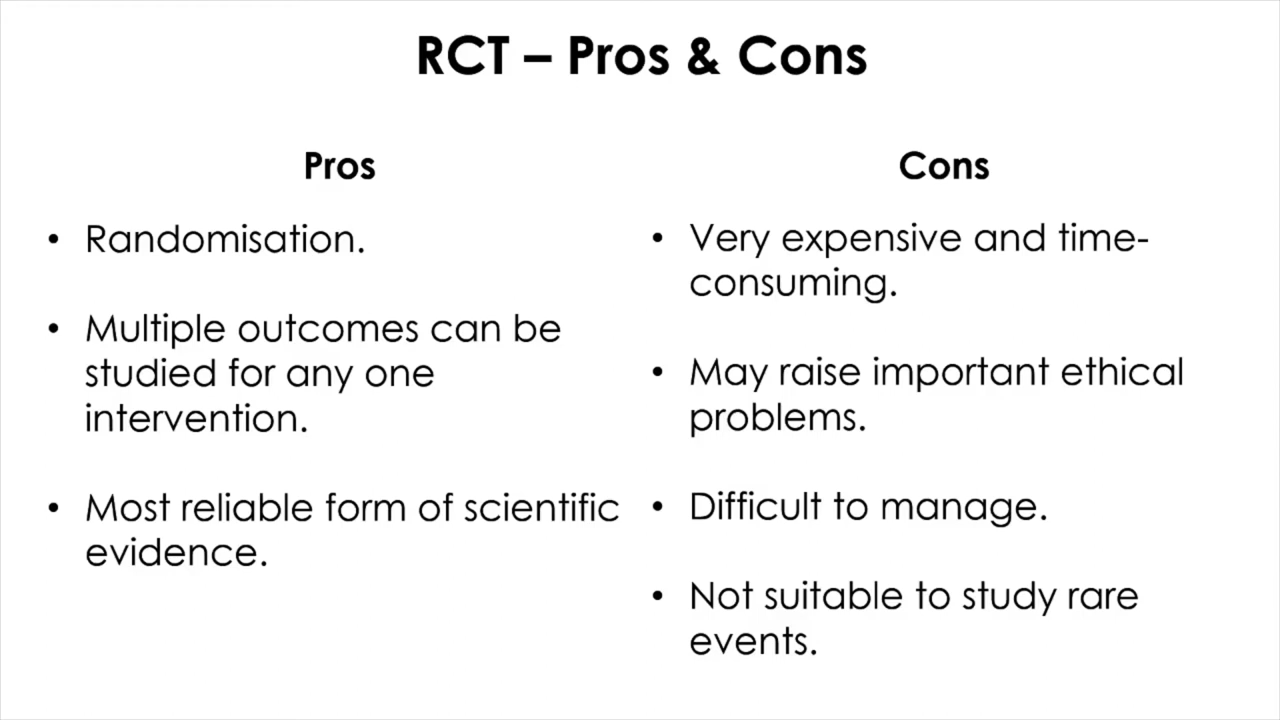 RCT – Pros & Cons
Pros
• Randomisation.
• Multiple outcomes can be
studied for any one
intervention.
• Most reliable form of scientific
evidence.
Cons
• Very expensive and time-
consuming.
• May raise important ethical
problems.
• Difficult to manage.
• Not suitable to study rare
events.